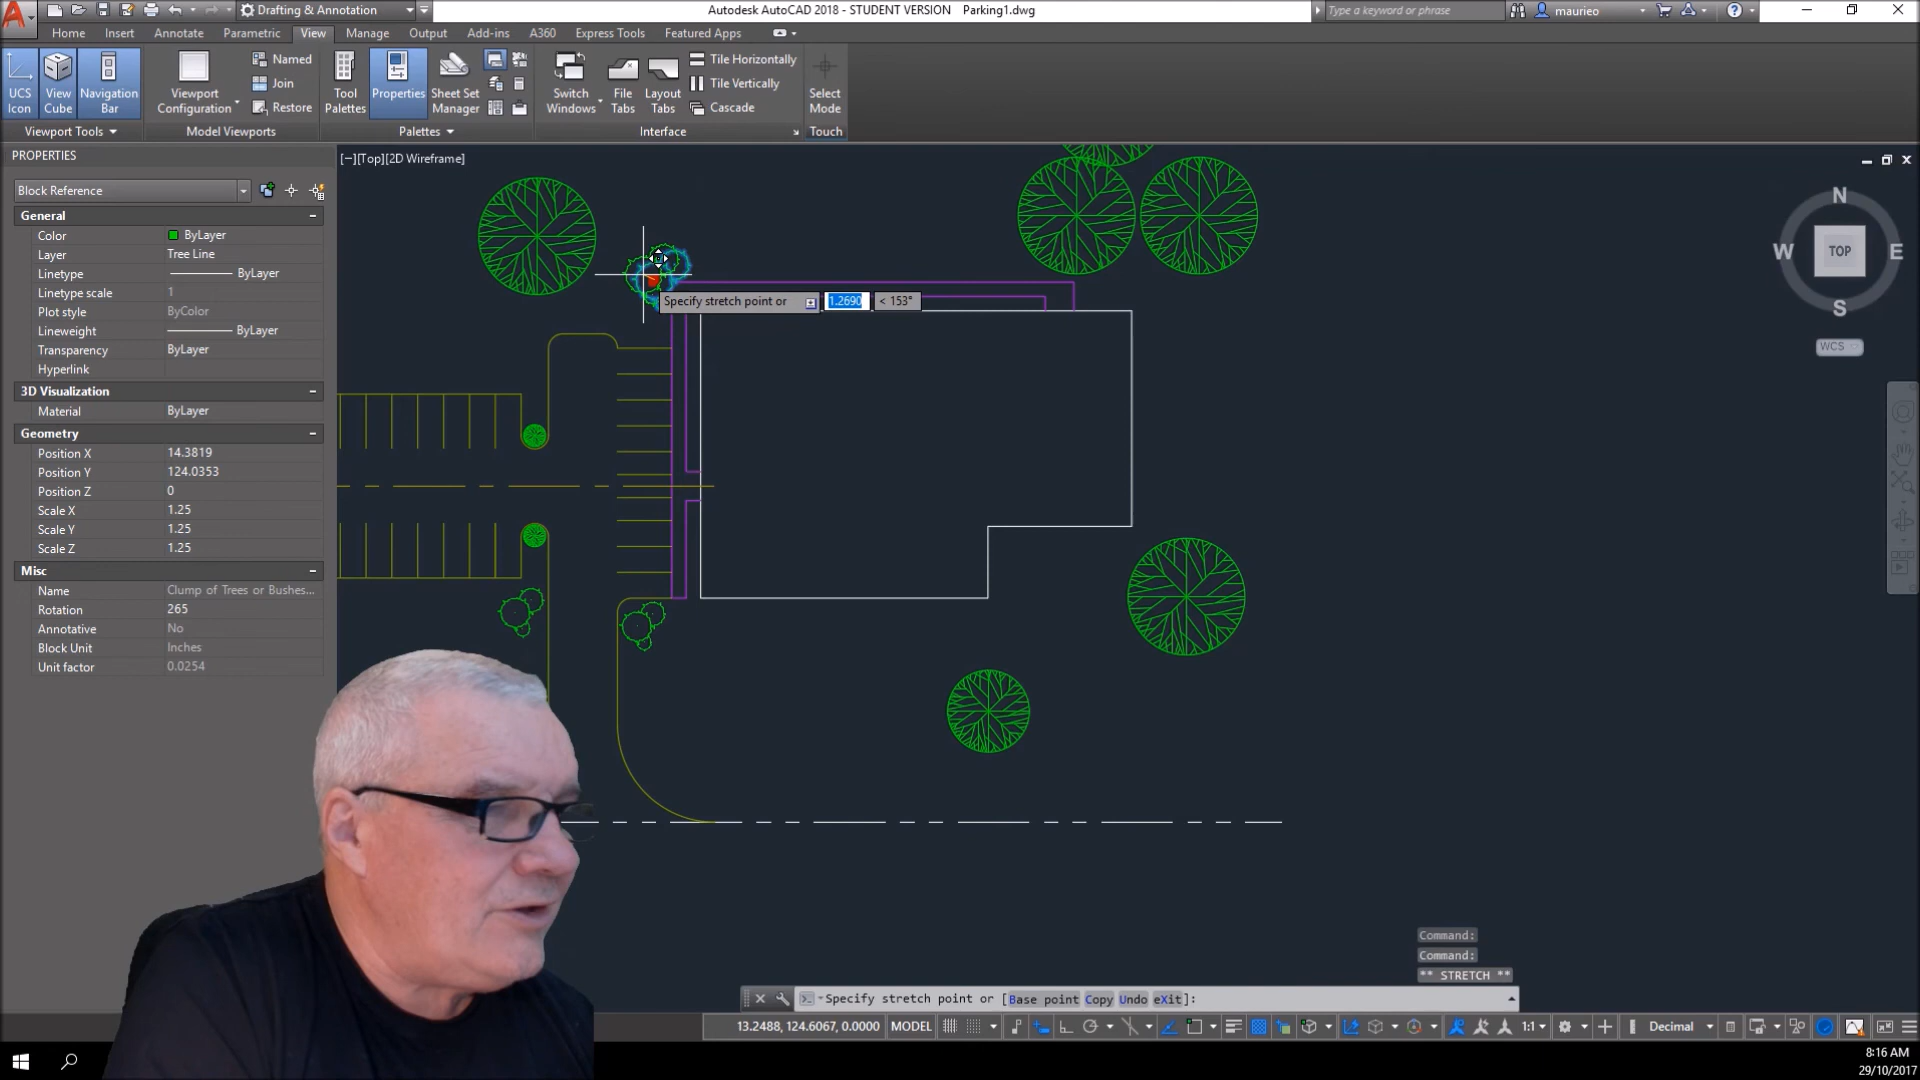 Drafting & Annotation
Autodesk AutoCAD 2018 - STUDENT VERSION Parking1.dwg
Type a keyword or phrase
maurieo
Home Insert Annotate Parametric View Manage Output Add-ins A360 Express Tools Featured Apps
UCS Icon
View Cube
Navigation Bar
Viewport Configuration
Named
Join
Restore
Tool Palettes
Properties
Sheet Set Manager
Switch Windows
File Tabs
Layout Tabs
Tile Horizontally
Tile Vertically
Cascade
Select Mode
Viewport Tools
Model Viewports
Palettes
Interface
Touch
PROPERTIES
[−][Top][2D Wireframe]
Block Reference
General
Color ByLayer
Layer Tree Line
Linetype ByLayer
Linetype scale 1
Plot style ByColor
Lineweight ByLayer
Transparency ByLayer
Hyperlink
3D Visualization
Material ByLayer
Geometry
Position X 14.3819
Position Y 124.0353
Position Z 0
Scale X 1.25
Scale Y 1.25
Scale Z 1.25
Misc
Name Clump of Trees or Bushes...
Rotation 265
Annotative No
Block Unit Inches
Unit factor 0.0254
Specify stretch point or 1.2690 < 153°
N
W TOP E
S
WCS
Command:
Command:
** STRETCH **
Specify stretch point or [Base point Copy Undo eXit]:
13.2488, 124.6067, 0.0000 MODEL
1:1
Decimal
8:16 AM
29/10/2017